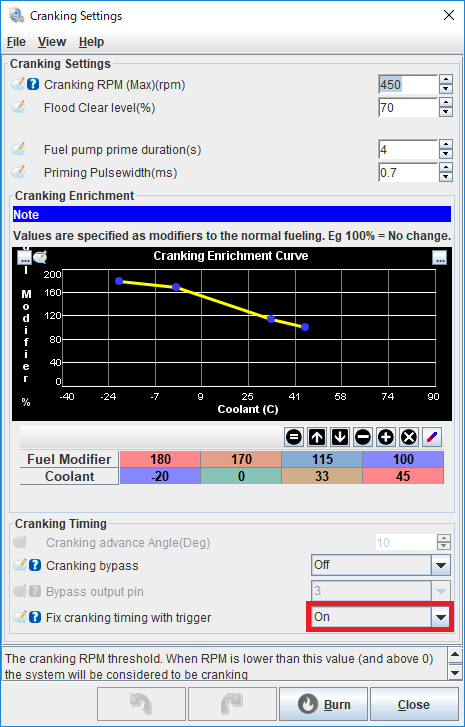 Cranking Settings
File View Help
Cranking Settings
Cranking RPM (Max)(rpm) 450
Flood Clear level(%) 70
Fuel pump prime duration(s) 4
Priming Pulsewidth(ms) 0.7
Cranking Enrichment
Note
Values are specified as modifiers to the normal fueling. Eg 100% = No change.
Cranking Enrichment Curve
Modifier %
200
160
120
80
40
0
-40 -24 -7 9 25 41 58 74 90
Coolant (C)
Fuel Modifier 180 170 115 100
Coolant -20 0 33 45
Cranking Timing
Cranking advance Angle(Deg) 10
Cranking bypass Off
Bypass output pin 3
Fix cranking timing with trigger On
The cranking RPM threshold. When RPM is lower than this value (and above 0)
the system will be considered to be cranking
Burn Close